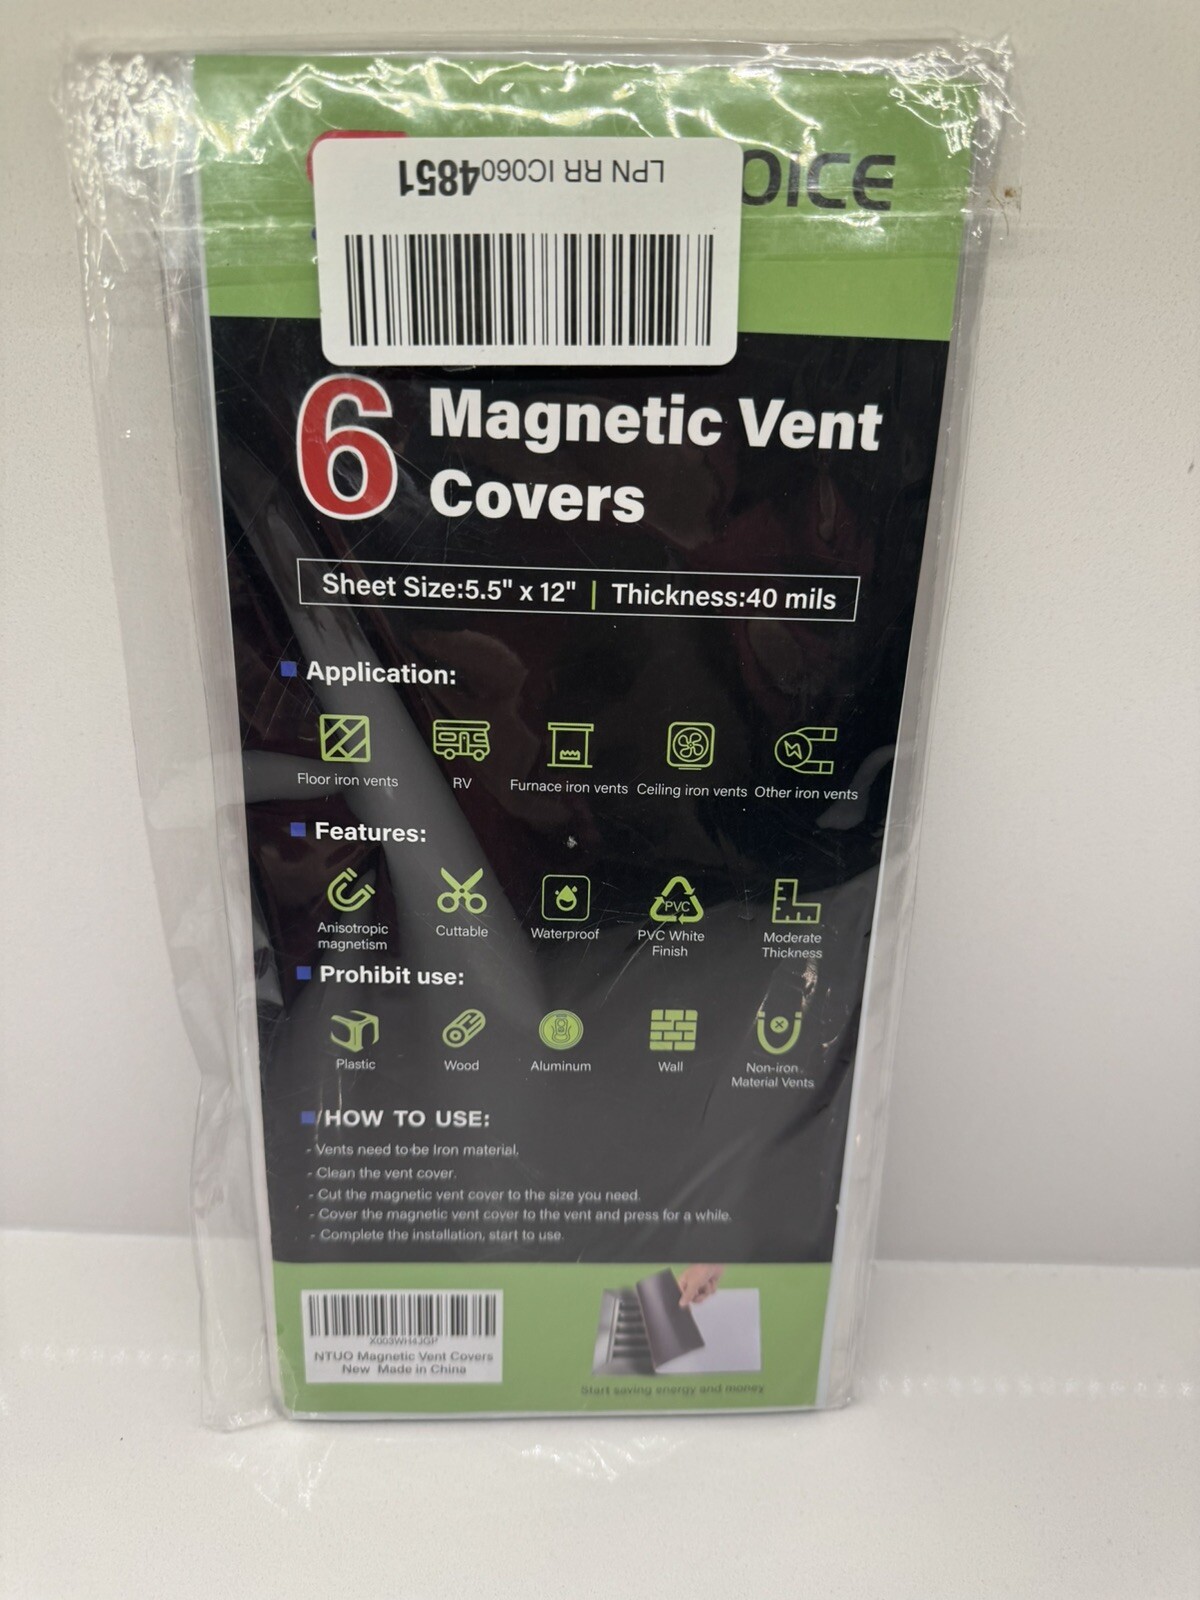 LPN RR IC0604851
OICE
6 Magnetic Vent
Covers
Sheet Size:5.5" x 12" | Thickness:40 mils
Application:
Floor iron vents
RV
Furnace iron vents
Ceiling iron vents
Other iron vents
Features:
Anisotropic
magnetism
Cuttable
Waterproof
PVC
PVC White
Finish
Moderate
Thickness
Prohibit use:
Plastic
Wood
Aluminum
Wall
Non-iron
Material Vents
HOW TO USE:
- Vents need to be Iron material.
- Clean the vent cover.
- Cut the magnetic vent cover to the size you need.
- Cover the magnetic vent cover to the vent and press for a while.
- Complete the installation, start to use.
X003WH4JGP
NTUO Magnetic Vent Covers
New Made in China
Start saving energy and money